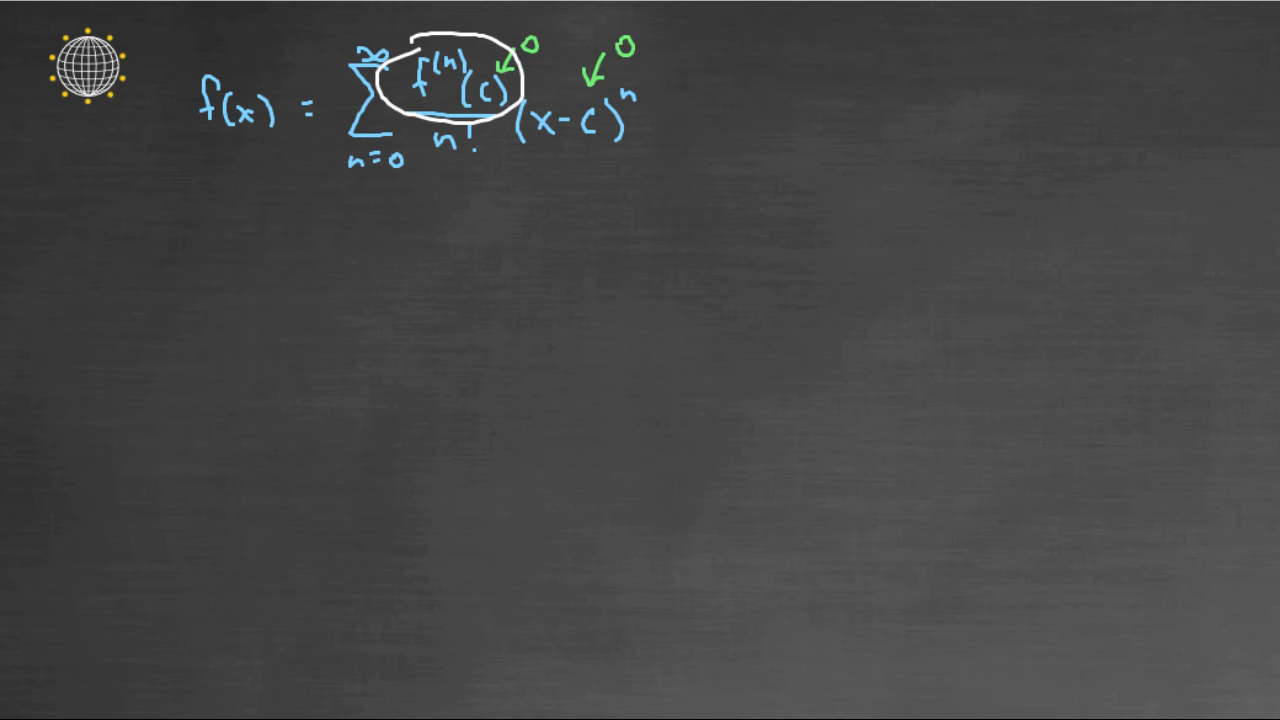 0 0
f(x) = ∞ Σ n=0 f^(n)(c) / n! (x-c)^n